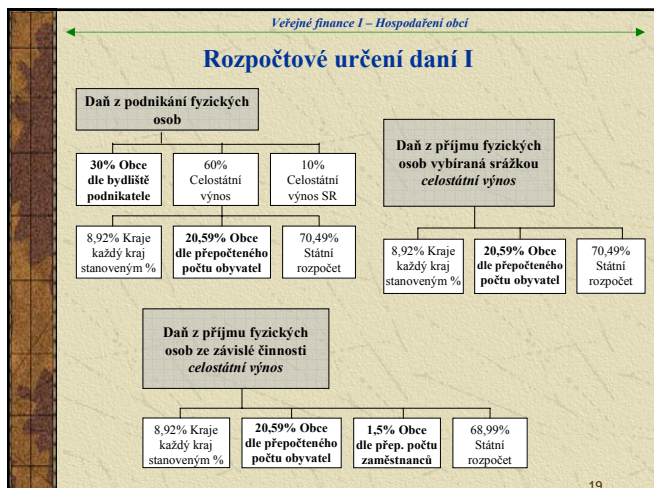 Veřejné finance I – Hospodaření obcí
Rozpočtové určení daní I
Daň z podnikání fyzických
osob
30% Obce
dle bydliště
podnikatele
60%
Celostátní
výnos
10%
Celostátní
výnos SR
8,92% Kraje
každý kraj
stanoveným %
20,59% Obce
dle přepočteného
počtu obyvatel
70,49%
Státní
rozpočet
Daň z příjmu fyzických
osob vybíraná srážkou
celostátní výnos
8,92% Kraje
každý kraj
stanoveným %
20,59% Obce
dle přepočteného
počtu obyvatel
70,49%
Státní
rozpočet
Daň z příjmu fyzických
osob ze závislé činnosti
celostátní výnos
8,92% Kraje
každý kraj
stanoveným %
20,59% Obce
dle přepočteného
počtu obyvatel
1,5% Obce
dle přep. počtu
zaměstnanců
68,99%
Státní
rozpočet
19